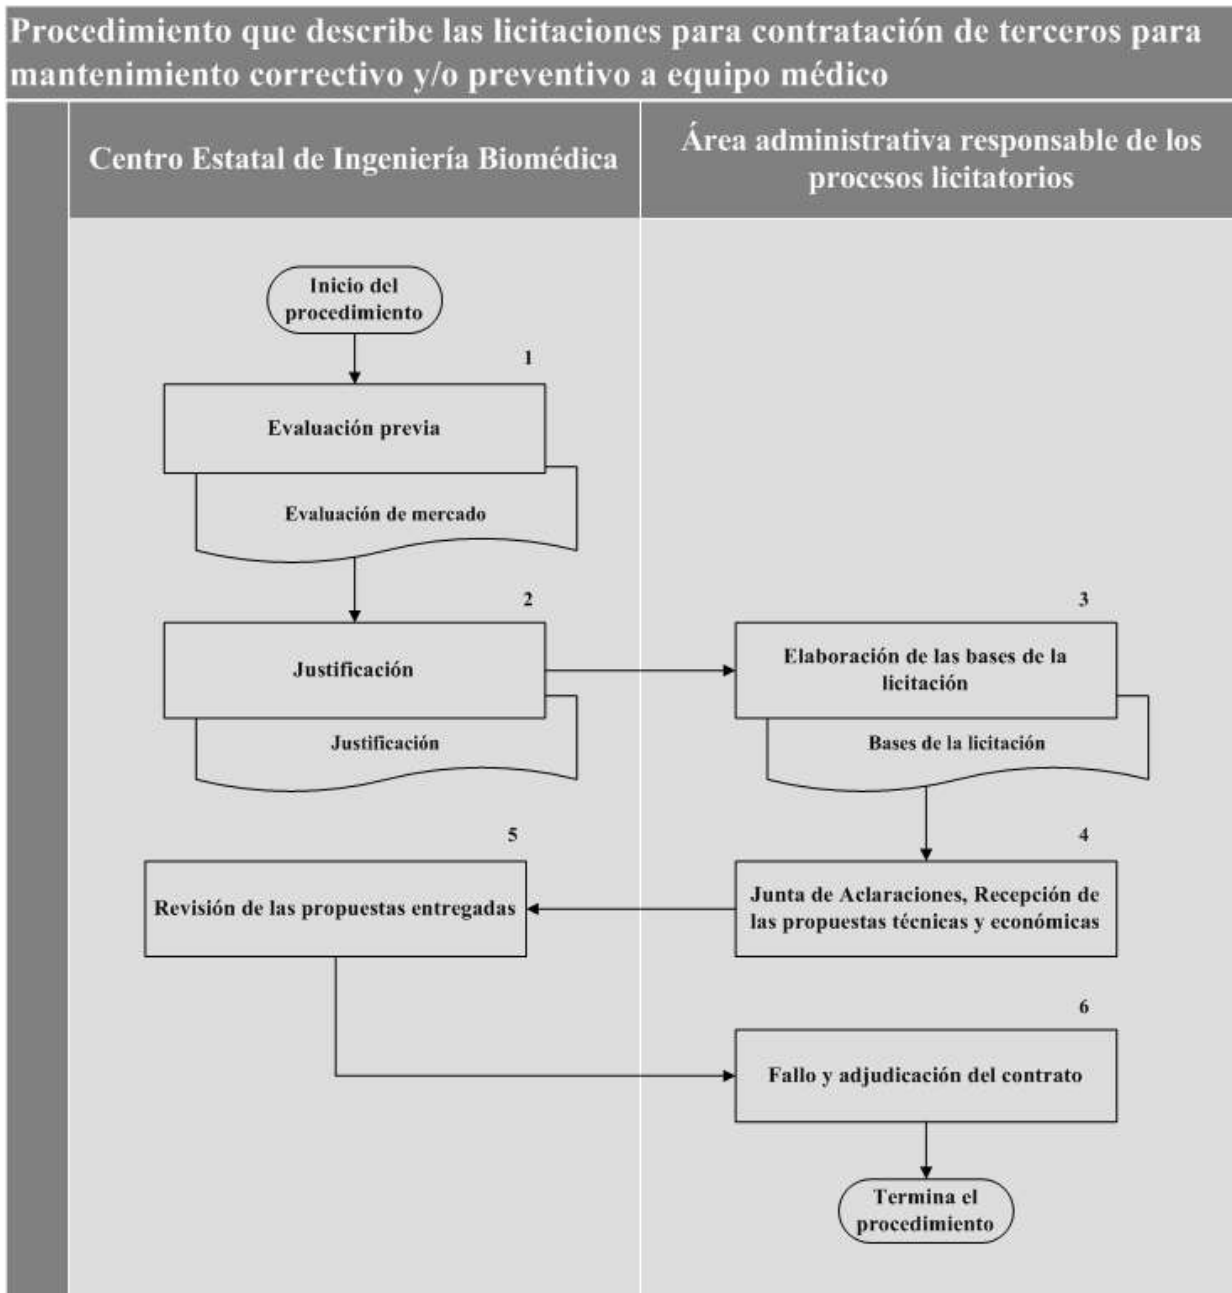 Procedimiento que describe las licitaciones para contratación de terceros para
mantenimiento correctivo y/o preventivo a equipo médico
Centro Estatal de Ingeniería Biomédica
Área administrativa responsable de los
procesos licitatorios
Inicio del
procedimiento
1
Evaluación previa
Evaluación de mercado
2
Justificación
Justificación
3
Elaboración de las bases de la
licitación
Bases de la licitación
4
Junta de Aclaraciones, Recepción de
las propuestas técnicas y económicas
5
Revisión de las propuestas entregadas
6
Fallo y adjudicación del contrato
Termina el
procedimiento